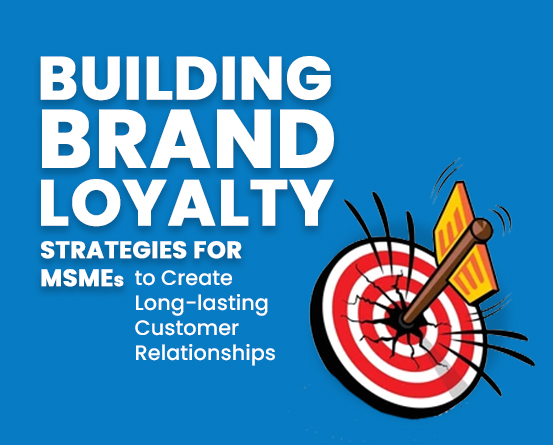 BUILDING
BRAND
LOYALTY
STRATEGIES FOR
MSMEs to Create
Long-lasting
Customer
Relationships